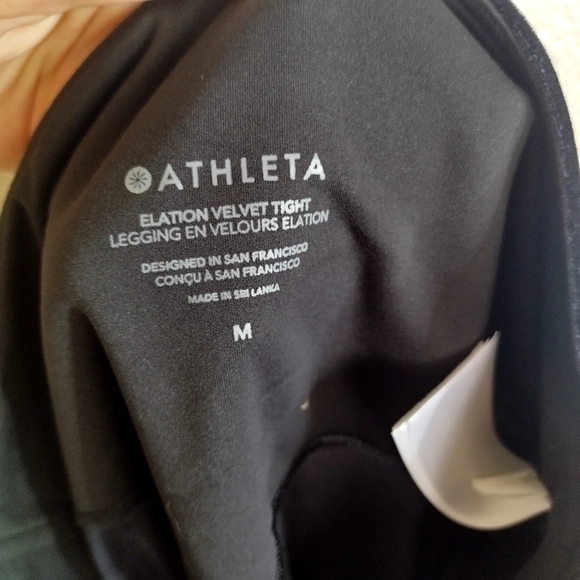 ATHLETA
ELATION VELVET TIGHT
LEGGING EN VELOURS ELATION
DESIGNED IN SAN FRANCISCO
CONÇU À SAN FRANCISCO
MADE IN SRI LANKA
M